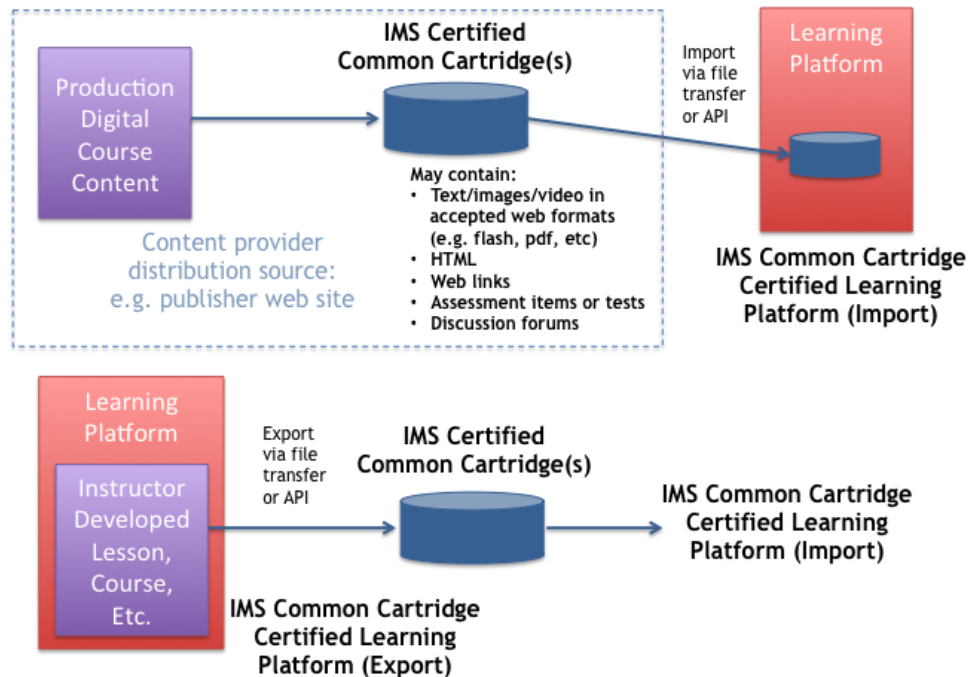 Production
Digital
Course
Content
IMS Certified
Common Cartridge(s)
May contain:
• Text/images/video in
accepted web formats
(e.g. flash, pdf, etc)
• HTML
• Web links
• Assessment items or tests
• Discussion forums
Content provider
distribution source:
e.g. publisher web site
Import
via file
transfer
or API
Learning
Platform
IMS Common Cartridge
Certified Learning
Platform (Import)
Learning
Platform
Instructor
Developed
Lesson,
Course,
Etc.
Export
via file
transfer
or API
IMS Common Cartridge
Certified Learning
Platform (Export)
IMS Certified
Common Cartridge(s)
IMS Common Cartridge
Certified Learning
Platform (Import)